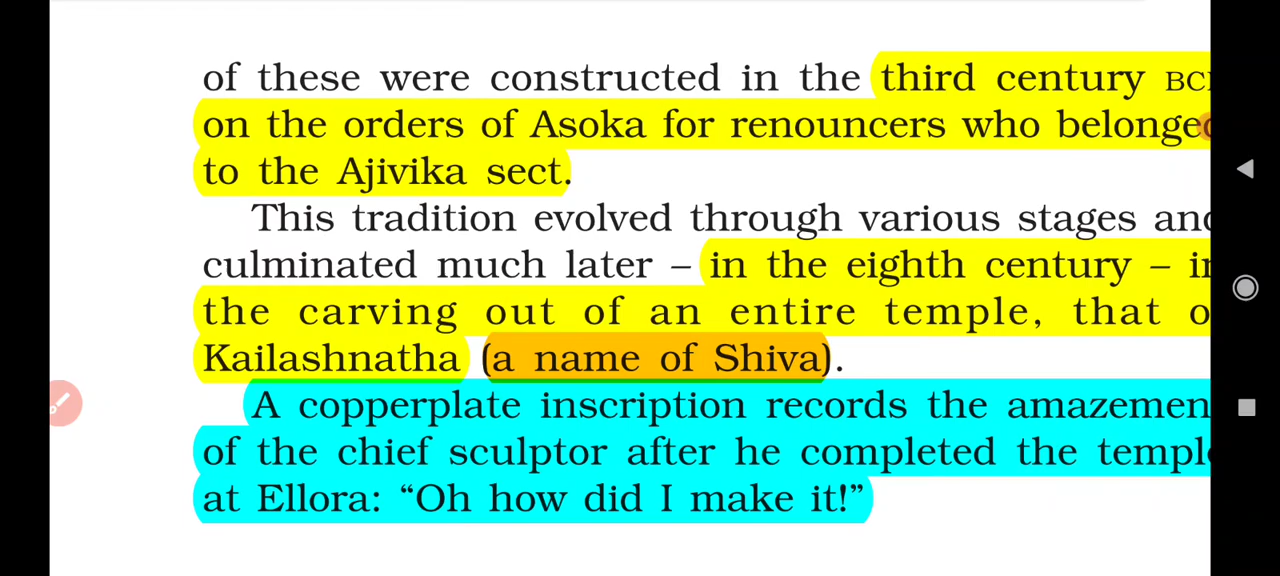 of these were constructed in the third century BC
on the orders of Asoka for renouncers who belonged
to the Ajivika sect.
This tradition evolved through various stages and
culminated much later – in the eighth century – in
the carving out of an entire temple, that o
Kailashnatha (a name of Shiva).
A copperplate inscription records the amazemen
of the chief sculptor after he completed the templ
at Ellora: “Oh how did I make it!”